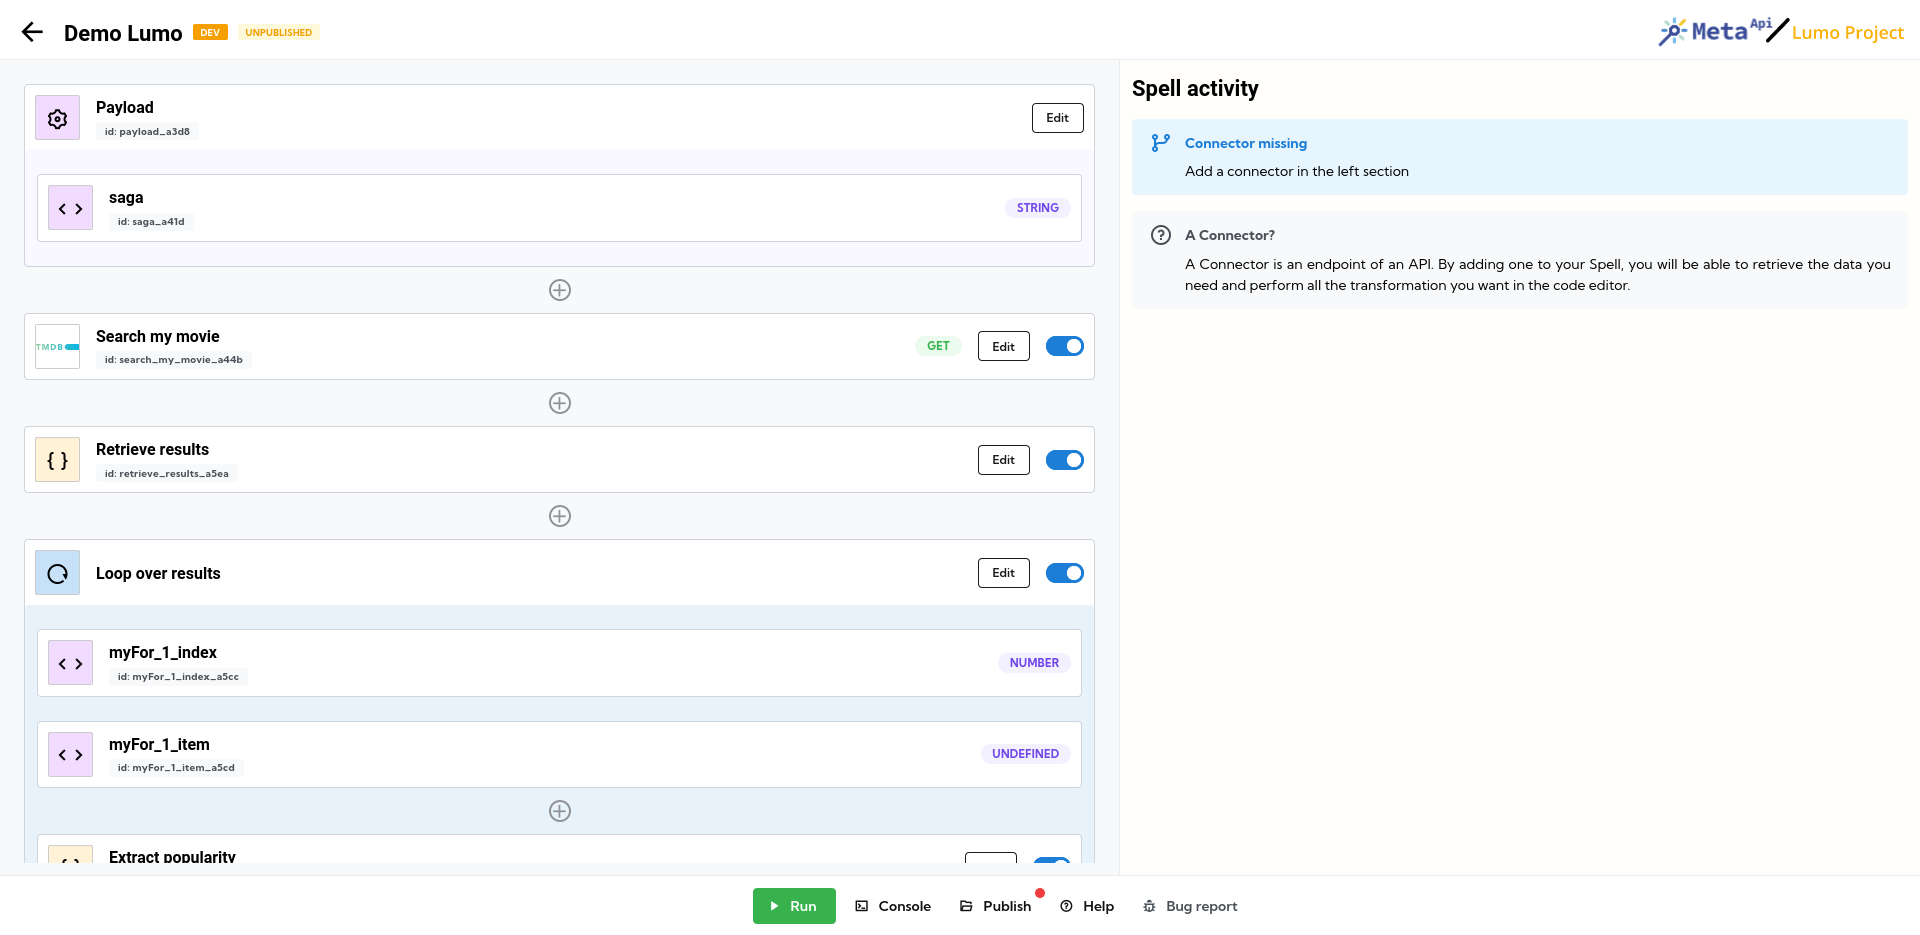 Demo Lumo DEV UNPUBLISHED
MetaApi Lumo Project
Payload
id: payload_a3d8
Edit
saga
id: saga_a41d
STRING
TMDB
Search my movie
id: search_my_movie_a44b
GET
Edit
{ }
Retrieve results
id: retrieve_results_a5ea
Edit
Loop over results
Edit
myFor_1_index
id: myFor_1_index_a5cc
NUMBER
myFor_1_item
id: myFor_1_item_a5cd
UNDEFINED
Extract popularity
Spell activity
Connector missing
Add a connector in the left section
A Connector?
A Connector is an endpoint of an API. By adding one to your Spell, you will be able to retrieve the data you
need and perform all the transformation you want in the code editor.
Run Console Publish Help Bug report